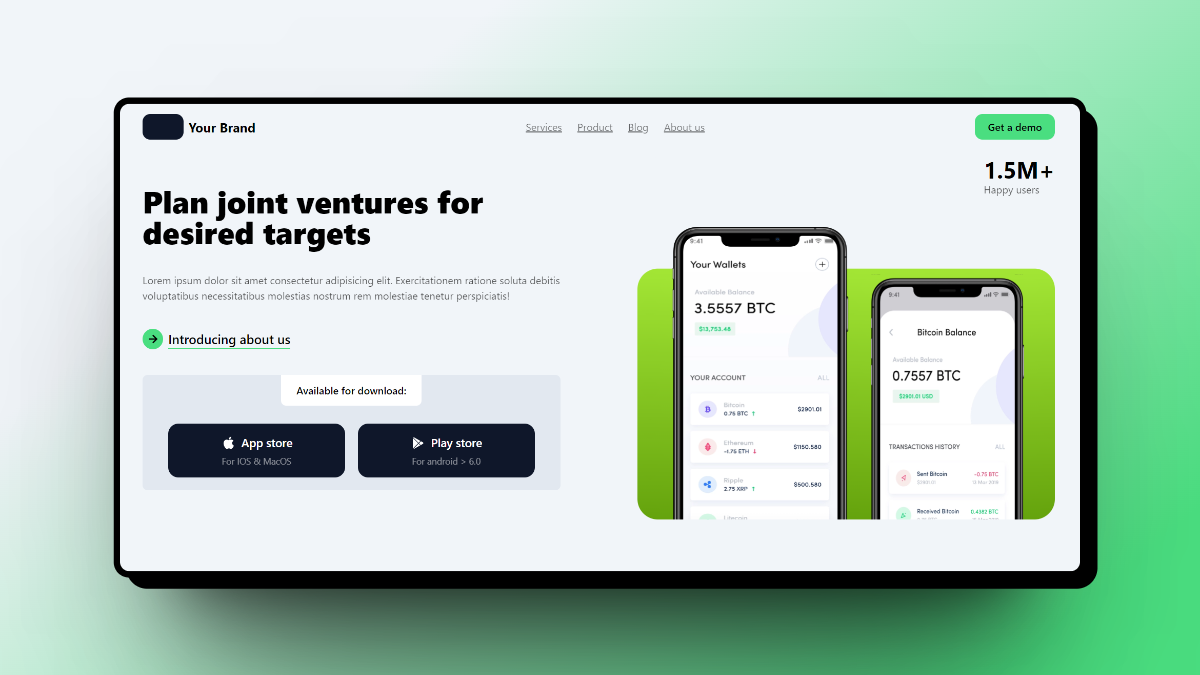 Your Brand
Services
Product
Blog
About us
Get a demo
1.5M+
Happy users
Plan joint ventures for
desired targets
Lorem ipsum dolor sit amet consectetur adipisicing elit. Exercitationem ratione soluta debitis
voluptatibus necessitatibus molestias nostrum rem molestiae tenetur perspiciatis!
Introducing about us
Available for download:
App store
For IOS & MacOS
Play store
For android > 6.0
9:41
Your Wallets
Available Balance
3.5557 BTC
$13,753.48
YOUR ACCOUNT ALL
Bitcoin
0.76 BTC ↑
$2901.01
Ethereum
-1.75 ETH ↓
$1150.580
Ripple
2.75 XRP ↑
$500.580
9:41
Bitcoin Balance
Available Balance
0.7557 BTC
$2901.01 USD
TRANSACTIONS HISTORY ALL
Sent Bitcoin
-0.75 BTC
Received Bitcoin
0.4382 BTC